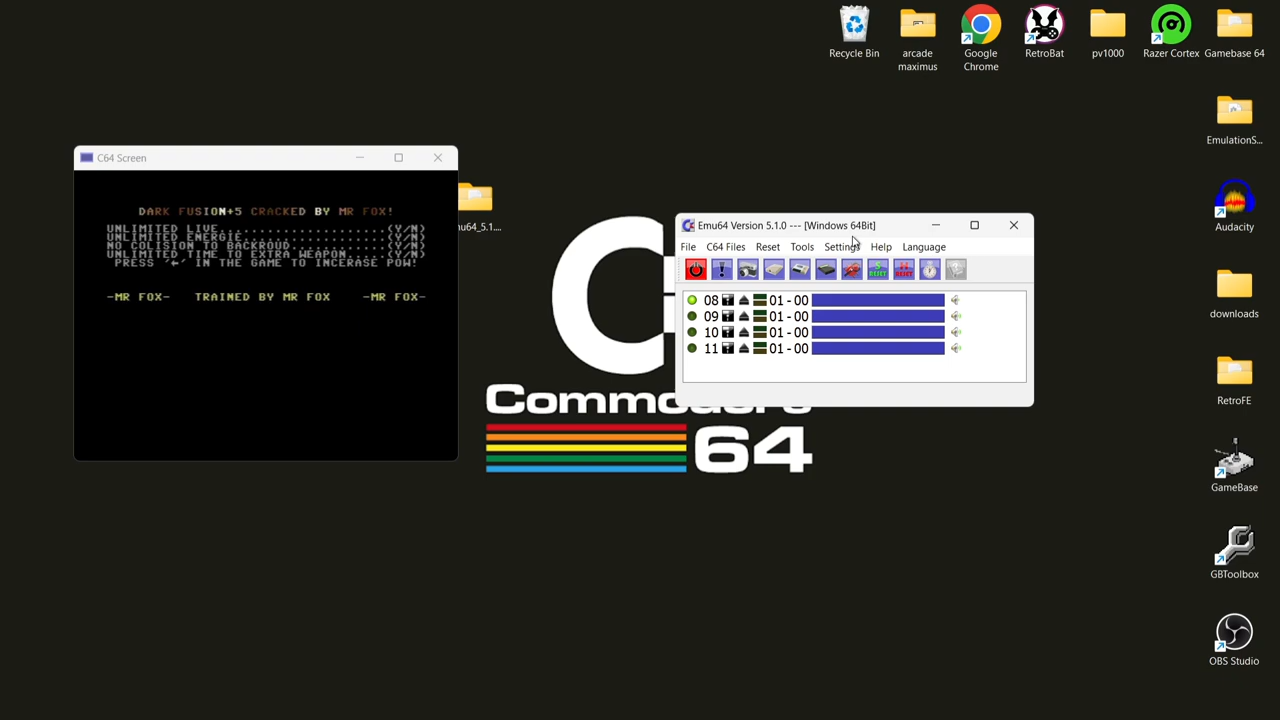 Recycle Bin
arcade
maximus
Google
Chrome
RetroBat
pv1000
Razer Cortex
Gamebase 64
EmulationS...
Audacity
downloads
RetroFE
GameBase
GBToolbox
OBS Studio
C64 Screen
DARK FUSION+5 CRACKED BY MR FOX!
UNLIMITED LIVE....................(Y/N)
UNLIMITED ENERGIE.................(Y/N)
NO COLISION TO BACKROUD...........(Y/N)
UNLIMITED TIME TO EXTRA WEAPON....(Y/N)
PRESS '←' IN THE GAME TO INCERASE POW!
-MR FOX- TRAINED BY MR FOX -MR FOX-
mu64_5.1....
Emu64 Version 5.1.0 --- [Windows 64Bit]
File C64 Files Reset Tools Settings Help Language
S RESET
H RESET
08 01-00
09 01-00
10 01-00
11 01-00
Commodore
64